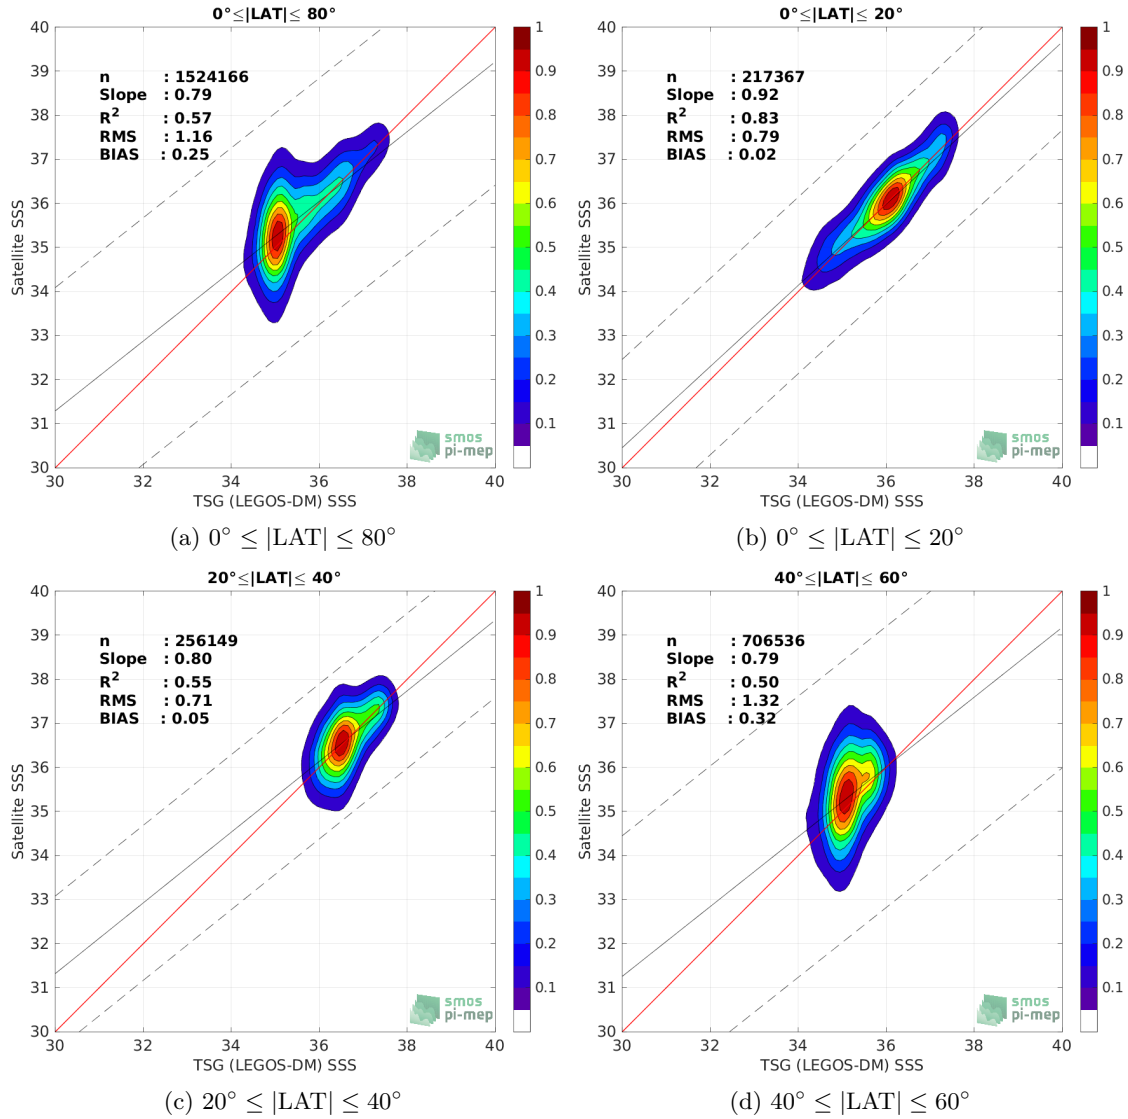 0°≤|LAT|≤ 80°
40
39
38
37
36
35
34
33
32
31
30
30 32 34 36 38 40
Satellite SSS
TSG (LEGOS-DM) SSS
n : 1524166
Slope : 0.79
R² : 0.57
RMS : 1.16
BIAS : 0.25
smos
pi-mep
1
0.9
0.8
0.7
0.6
0.5
0.4
0.3
0.2
0.1
(a) 0° ≤ |LAT| ≤ 80°
0°≤|LAT|≤ 20°
40
39
38
37
36
35
34
33
32
31
30
30 32 34 36 38 40
Satellite SSS
TSG (LEGOS-DM) SSS
n : 217367
Slope : 0.92
R² : 0.83
RMS : 0.79
BIAS : 0.02
smos
pi-mep
1
0.9
0.8
0.7
0.6
0.5
0.4
0.3
0.2
0.1
(b) 0° ≤ |LAT| ≤ 20°
20°≤|LAT|≤ 40°
40
39
38
37
36
35
34
33
32
31
30
30 32 34 36 38 40
Satellite SSS
TSG (LEGOS-DM) SSS
n : 256149
Slope : 0.80
R² : 0.55
RMS : 0.71
BIAS : 0.05
smos
pi-mep
1
0.9
0.8
0.7
0.6
0.5
0.4
0.3
0.2
0.1
(c) 20° ≤ |LAT| ≤ 40°
40°≤|LAT|≤ 60°
40
39
38
37
36
35
34
33
32
31
30
30 32 34 36 38 40
Satellite SSS
TSG (LEGOS-DM) SSS
n : 706536
Slope : 0.79
R² : 0.50
RMS : 1.32
BIAS : 0.32
smos
pi-mep
1
0.9
0.8
0.7
0.6
0.5
0.4
0.3
0.2
0.1
(d) 40° ≤ |LAT| ≤ 60°